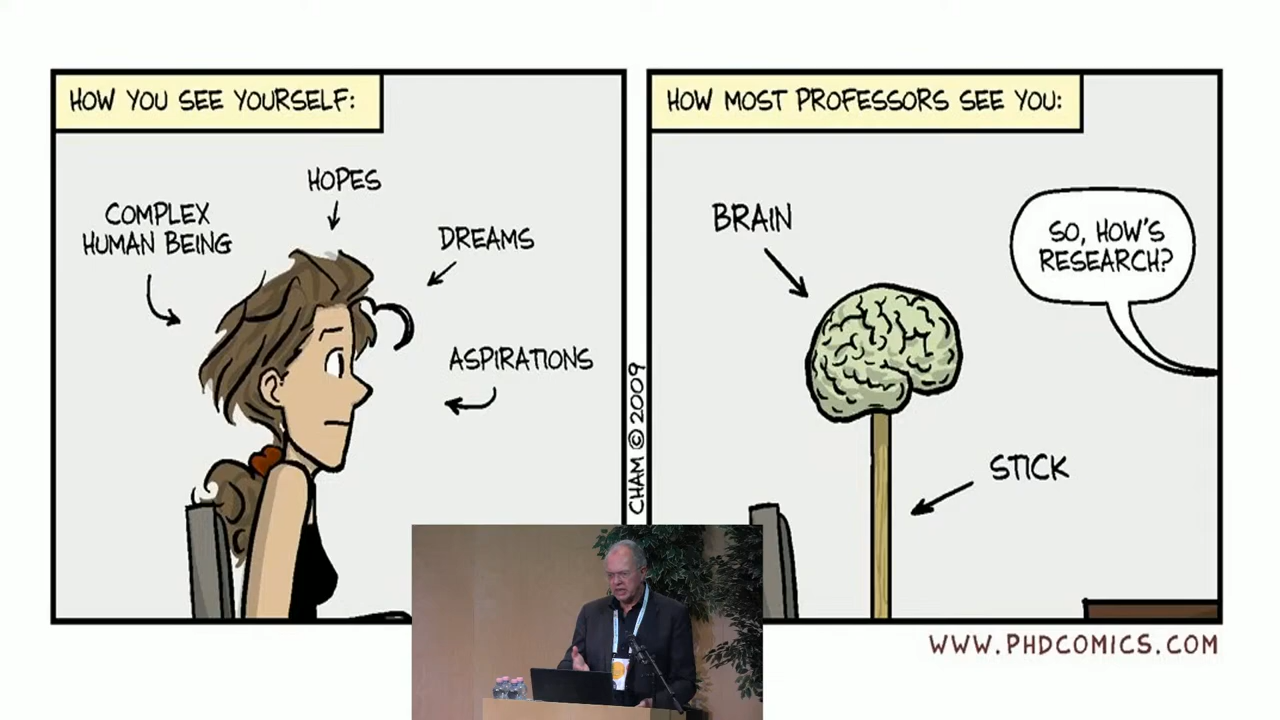 HOW YOU SEE YOURSELF:
HOPES
COMPLEX
HUMAN BEING
DREAMS
ASPIRATIONS
CHAM © 2009
HOW MOST PROFESSORS SEE YOU:
BRAIN
SO, HOW'S
RESEARCH?
STICK
WWW.PHDCOMICS.COM